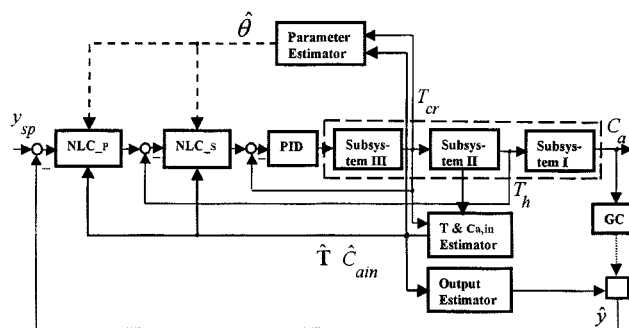 θ̂
Parameter
Estimator
T_cr
y_sp
C_a
NLC_P
NLC_S
PID
Subsys-
tem III
Subsys-
tem II
Subsys-
tem I
T_h
GC
T & Ca,in
Estimator
T̂ Ĉ_ain
Output
Estimator
ŷ